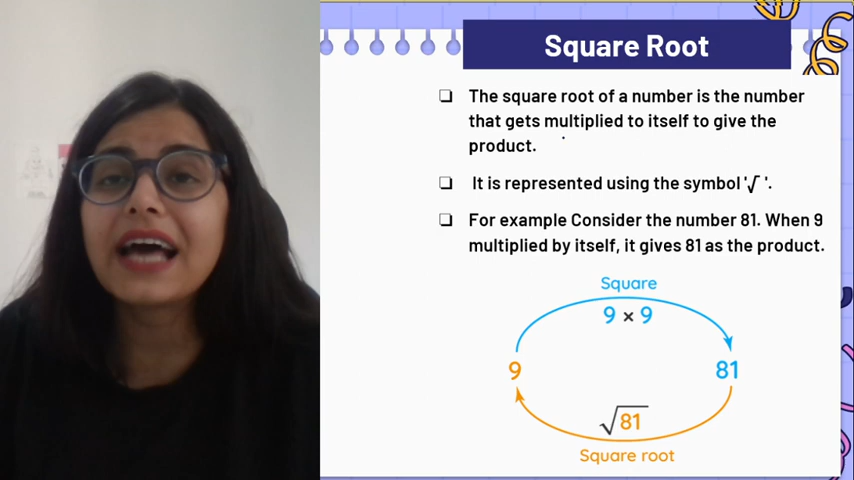 Square Root
The square root of a number is the number
that gets multiplied to itself to give the
product.
It is represented using the symbol '√ '.
For example Consider the number 81. When 9
multiplied by itself, it gives 81 as the product.
Square
9 × 9
9
81
√81
Square root